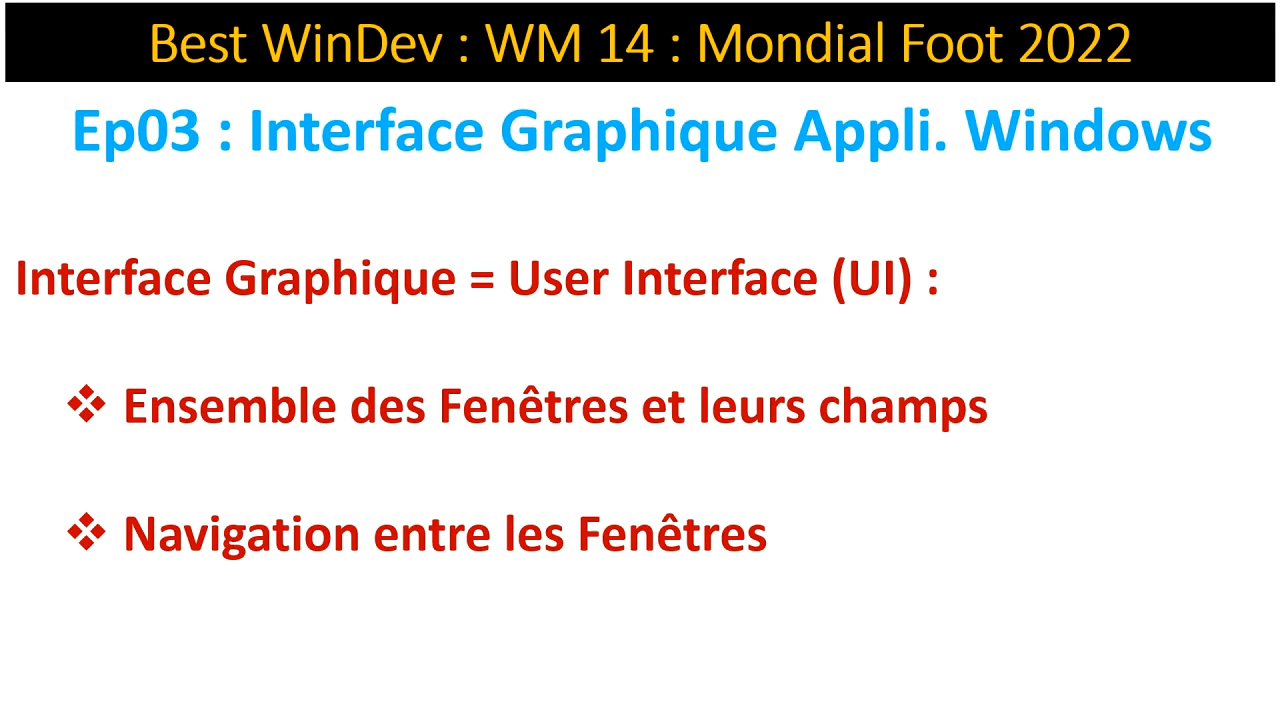 Best WinDev : WM 14 : Mondial Foot 2022
Ep03 : Interface Graphique Appli. Windows
Interface Graphique = User Interface (UI) :
❖ Ensemble des Fenêtres et leurs champs
❖ Navigation entre les Fenêtres